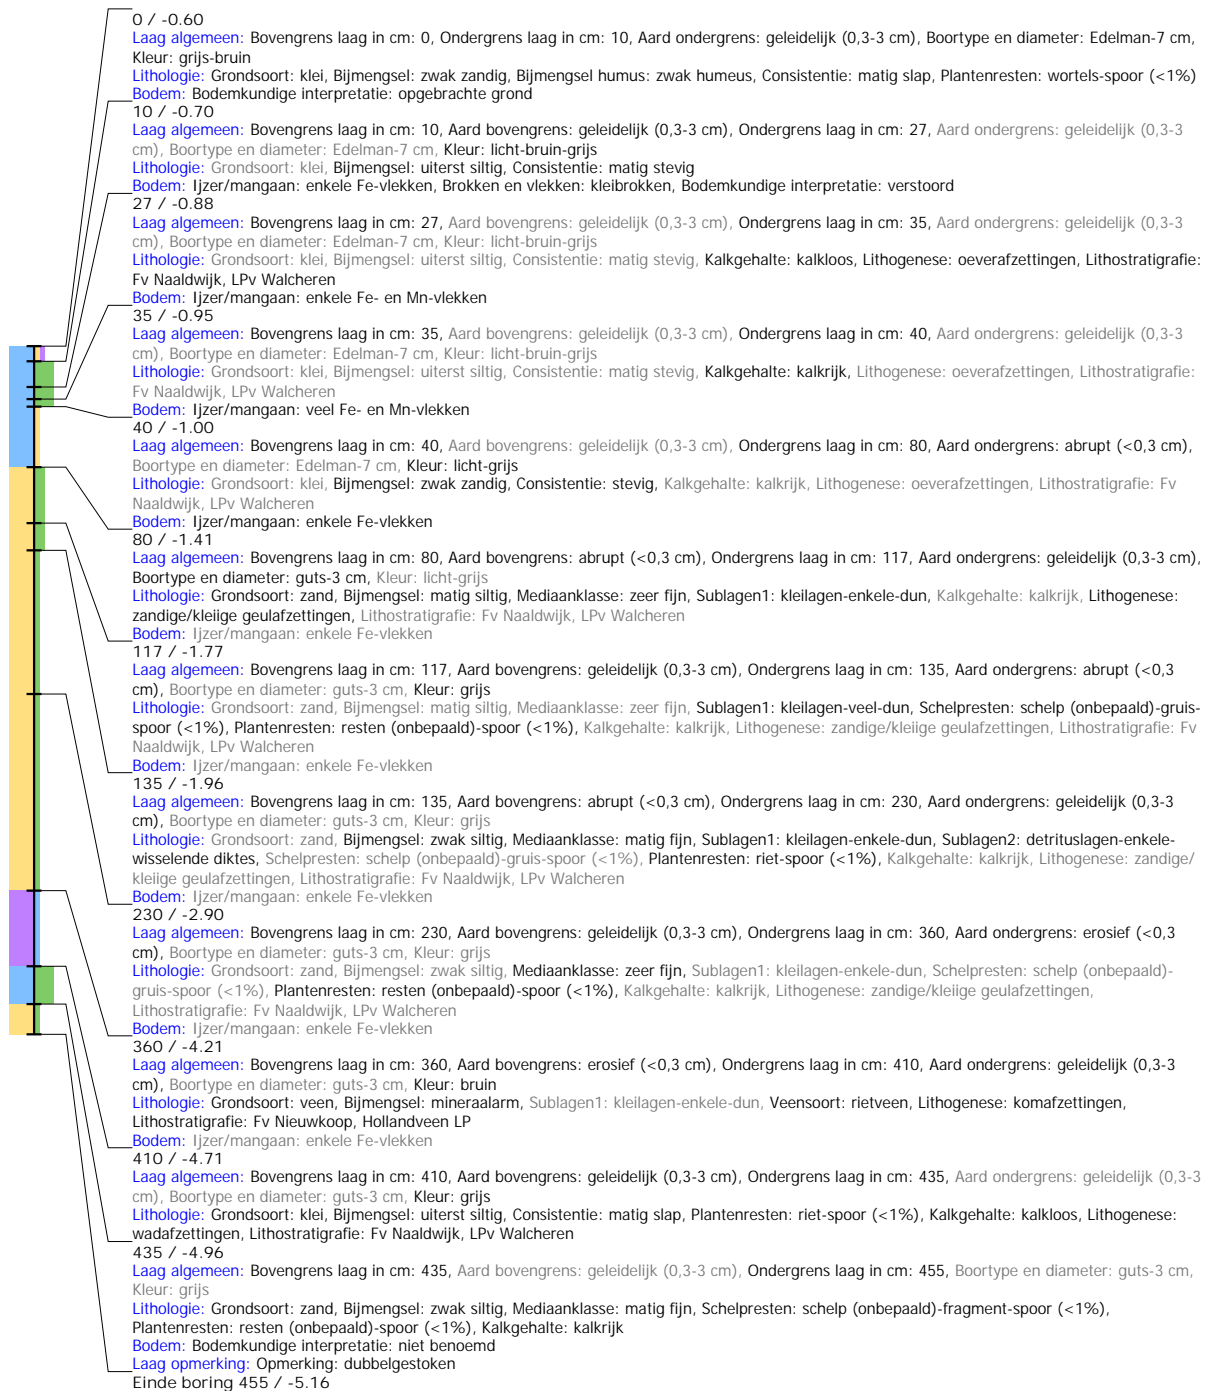 0 / -0.60
Laag algemeen: Bovengrens laag in cm: 0, Ondergrens laag in cm: 10, Aard ondergrens: geleidelijk (0,3-3 cm), Boortype en diameter: Edelman-7 cm,
Kleur: grijs-bruin
Lithologie: Grondsoort: klei, Bijmengsel: zwak zandig, Bijmengsel humus: zwak humeus, Consistentie: matig slap, Plantenresten: wortels-spoor (<1%)
Bodem: Bodemkundige interpretatie: opgebrachte grond
10 / -0.70
Laag algemeen: Bovengrens laag in cm: 10, Aard bovengrens: geleidelijk (0,3-3 cm), Ondergrens laag in cm: 27, Aard ondergrens: geleidelijk (0,3-3
cm), Boortype en diameter: Edelman-7 cm, Kleur: licht-bruin-grijs
Lithologie: Grondsoort: klei, Bijmengsel: uiterst siltig, Consistentie: matig stevig
Bodem: Ijzer/mangaan: enkele Fe-vlekken, Brokken en vlekken: kleibrokken, Bodemkundige interpretatie: verstoord
27 / -0.88
Laag algemeen: Bovengrens laag in cm: 27, Aard bovengrens: geleidelijk (0,3-3 cm), Ondergrens laag in cm: 35, Aard ondergrens: geleidelijk (0,3-3
cm), Boortype en diameter: Edelman-7 cm, Kleur: licht-bruin-grijs
Lithologie: Grondsoort: klei, Bijmengsel: uiterst siltig, Consistentie: matig stevig, Kalkgehalte: kalkloos, Lithogenese: oeverafzettingen, Lithostratigrafie:
Fv Naaldwijk, LPv Walcheren
Bodem: Ijzer/mangaan: enkele Fe- en Mn-vlekken
35 / -0.95
Laag algemeen: Bovengrens laag in cm: 35, Aard bovengrens: geleidelijk (0,3-3 cm), Ondergrens laag in cm: 40, Aard ondergrens: geleidelijk (0,3-3
cm), Boortype en diameter: Edelman-7 cm, Kleur: licht-bruin-grijs
Lithologie: Grondsoort: klei, Bijmengsel: uiterst siltig, Consistentie: matig stevig, Kalkgehalte: kalkrijk, Lithogenese: oeverafzettingen, Lithostratigrafie:
Fv Naaldwijk, LPv Walcheren
Bodem: Ijzer/mangaan: veel Fe- en Mn-vlekken
40 / -1.00
Laag algemeen: Bovengrens laag in cm: 40, Aard bovengrens: geleidelijk (0,3-3 cm), Ondergrens laag in cm: 80, Aard ondergrens: abrupt (<0,3 cm),
Boortype en diameter: Edelman-7 cm, Kleur: licht-grijs
Lithologie: Grondsoort: klei, Bijmengsel: zwak zandig, Consistentie: stevig, Kalkgehalte: kalkrijk, Lithogenese: oeverafzettingen, Lithostratigrafie: Fv
Naaldwijk, LPv Walcheren
Bodem: Ijzer/mangaan: enkele Fe-vlekken
80 / -1.41
Laag algemeen: Bovengrens laag in cm: 80, Aard bovengrens: abrupt (<0,3 cm), Ondergrens laag in cm: 117, Aard ondergrens: geleidelijk (0,3-3 cm),
Boortype en diameter: guts-3 cm, Kleur: licht-grijs
Lithologie: Grondsoort: zand, Bijmengsel: matig siltig, Mediaanklasse: zeer fijn, Sublagen1: kleilagen-enkele-dun, Kalkgehalte: kalkrijk, Lithogenese:
zandige/kleiige geulafzettingen, Lithostratigrafie: Fv Naaldwijk, LPv Walcheren
Bodem: Ijzer/mangaan: enkele Fe-vlekken
117 / -1.77
Laag algemeen: Bovengrens laag in cm: 117, Aard bovengrens: geleidelijk (0,3-3 cm), Ondergrens laag in cm: 135, Aard ondergrens: abrupt (<0,3
cm), Boortype en diameter: guts-3 cm, Kleur: grijs
Lithologie: Grondsoort: zand, Bijmengsel: matig siltig, Mediaanklasse: zeer fijn, Sublagen1: kleilagen-veel-dun, Schelpresten: schelp (onbepaald)-gruis-
spoor (<1%), Plantenresten: resten (onbepaald)-spoor (<1%), Kalkgehalte: kalkrijk, Lithogenese: zandige/kleiige geulafzettingen, Lithostratigrafie: Fv
Naaldwijk, LPv Walcheren
Bodem: Ijzer/mangaan: enkele Fe-vlekken
135 / -1.96
Laag algemeen: Bovengrens laag in cm: 135, Aard bovengrens: abrupt (<0,3 cm), Ondergrens laag in cm: 230, Aard ondergrens: geleidelijk (0,3-3
cm), Boortype en diameter: guts-3 cm, Kleur: grijs
Lithologie: Grondsoort: zand, Bijmengsel: zwak siltig, Mediaanklasse: matig fijn, Sublagen1: kleilagen-enkele-dun, Sublagen2: detrituslagen-enkele-
wisselende diktes, Schelpresten: schelp (onbepaald)-gruis-spoor (<1%), Plantenresten: riet-spoor (<1%), Kalkgehalte: kalkrijk, Lithogenese: zandige/
kleiige geulafzettingen, Lithostratigrafie: Fv Naaldwijk, LPv Walcheren
Bodem: Ijzer/mangaan: enkele Fe-vlekken
230 / -2.90
Laag algemeen: Bovengrens laag in cm: 230, Aard bovengrens: geleidelijk (0,3-3 cm), Ondergrens laag in cm: 360, Aard ondergrens: erosief (<0,3
cm), Boortype en diameter: guts-3 cm, Kleur: grijs
Lithologie: Grondsoort: zand, Bijmengsel: zwak siltig, Mediaanklasse: zeer fijn, Sublagen1: kleilagen-enkele-dun, Schelpresten: schelp (onbepaald)-
gruis-spoor (<1%), Plantenresten: resten (onbepaald)-spoor (<1%), Kalkgehalte: kalkrijk, Lithogenese: zandige/kleiige geulafzettingen,
Lithostratigrafie: Fv Naaldwijk, LPv Walcheren
Bodem: Ijzer/mangaan: enkele Fe-vlekken
360 / -4.21
Laag algemeen: Bovengrens laag in cm: 360, Aard bovengrens: erosief (<0,3 cm), Ondergrens laag in cm: 410, Aard ondergrens: geleidelijk (0,3-3
cm), Boortype en diameter: guts-3 cm, Kleur: bruin
Lithologie: Grondsoort: veen, Bijmengsel: mineraalarm, Sublagen1: kleilagen-enkele-dun, Veensoort: rietveen, Lithogenese: komafzettingen,
Lithostratigrafie: Fv Nieuwkoop, Hollandveen LP
Bodem: Ijzer/mangaan: enkele Fe-vlekken
410 / -4.71
Laag algemeen: Bovengrens laag in cm: 410, Aard bovengrens: geleidelijk (0,3-3 cm), Ondergrens laag in cm: 435, Aard ondergrens: geleidelijk (0,3-3
cm), Boortype en diameter: guts-3 cm, Kleur: grijs
Lithologie: Grondsoort: klei, Bijmengsel: uiterst siltig, Consistentie: matig slap, Plantenresten: riet-spoor (<1%), Kalkgehalte: kalkloos, Lithogenese:
wadafzettingen, Lithostratigrafie: Fv Naaldwijk, LPv Walcheren
435 / -4.96
Laag algemeen: Bovengrens laag in cm: 435, Aard bovengrens: geleidelijk (0,3-3 cm), Ondergrens laag in cm: 455, Boortype en diameter: guts-3 cm,
Kleur: grijs
Lithologie: Grondsoort: zand, Bijmengsel: zwak siltig, Mediaanklasse: matig fijn, Schelpresten: schelp (onbepaald)-fragment-spoor (<1%),
Plantenresten: resten (onbepaald)-spoor (<1%), Kalkgehalte: kalkrijk
Bodem: Bodemkundige interpretatie: niet benoemd
Laag opmerking: Opmerking: dubbelgestoken
Einde boring 455 / -5.16